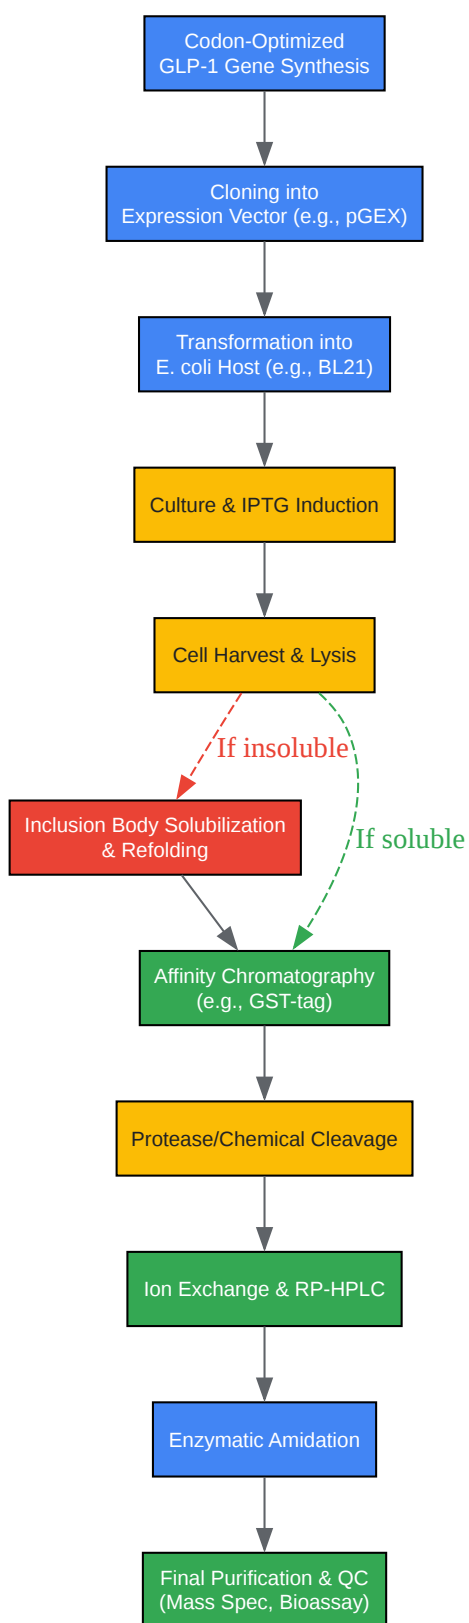 Codon-Optimized
GLP-1 Gene Synthesis
Cloning into
Expression Vector (e.g., pGEX)
Transformation into
E. coli Host (e.g., BL21)
Culture & IPTG Induction
Cell Harvest & Lysis
If insoluble
Inclusion Body Solubilization
& Refolding
If soluble
Affinity Chromatography
(e.g., GST-tag)
Protease/Chemical Cleavage
Ion Exchange & RP-HPLC
Enzymatic Amidation
Final Purification & QC
(Mass Spec, Bioassay)